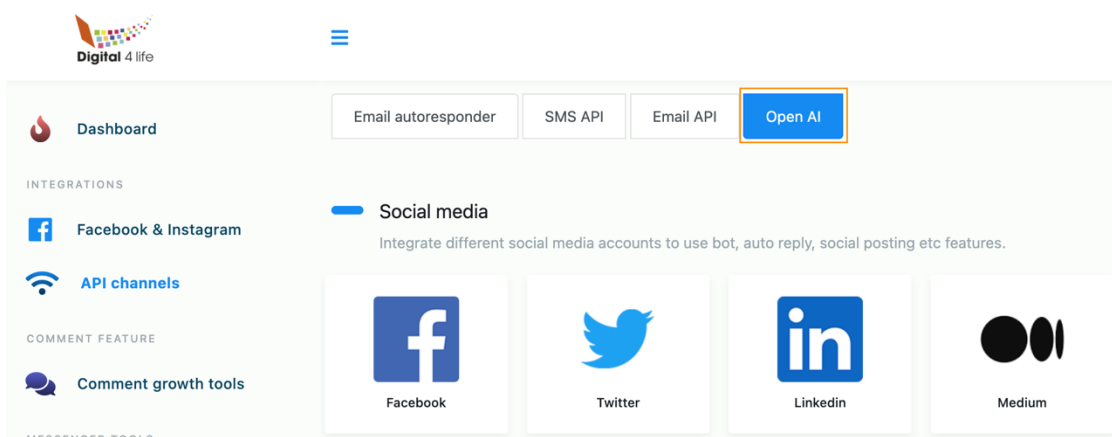 Digital 4 life
Email autoresponder
SMS API
Email API
Open AI
Dashboard
INTEGRATIONS
Facebook & Instagram
API channels
COMMENT FEATURE
Comment growth tools
Social media
Integrate different social media accounts to use bot, auto reply, social posting etc features.
Facebook
Twitter
Linkedin
Medium